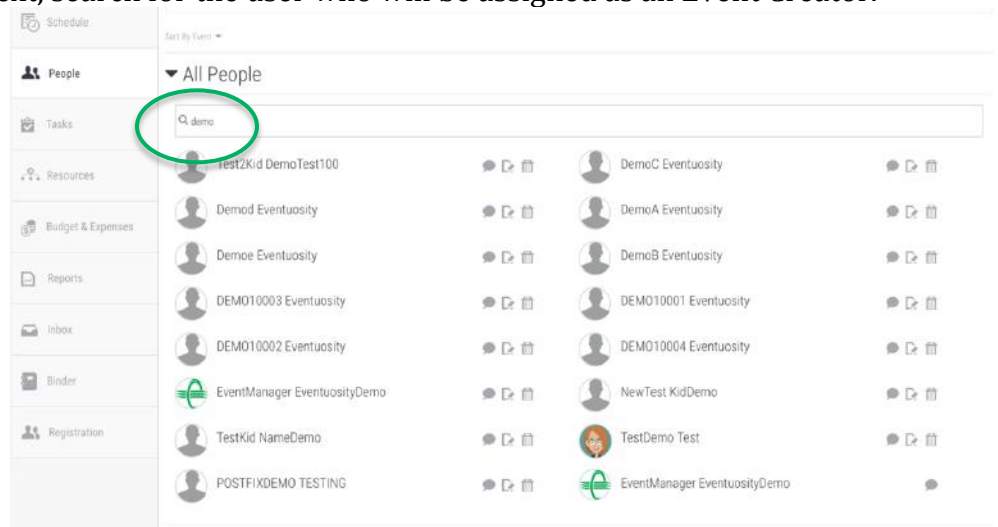 search for the user who will be assigned as an Event Creator.
Schedule
Sort By Event
People
All People
Tasks
demo
Test2Kid DemoTest100
DemoC Eventuosity
Resources
Demod Eventuosity
DemoA Eventuosity
Budget & Expenses
Demoe Eventuosity
DemoB Eventuosity
Reports
DEMO10003 Eventuosity
DEMO10001 Eventuosity
Inbox
DEMO10002 Eventuosity
DEMO10004 Eventuosity
Binder
EventManager EventuosityDemo
NewTest KidDemo
Registration
TestKid NameDemo
TestDemo Test
POSTFIXDEMO TESTING
EventManager EventuosityDemo